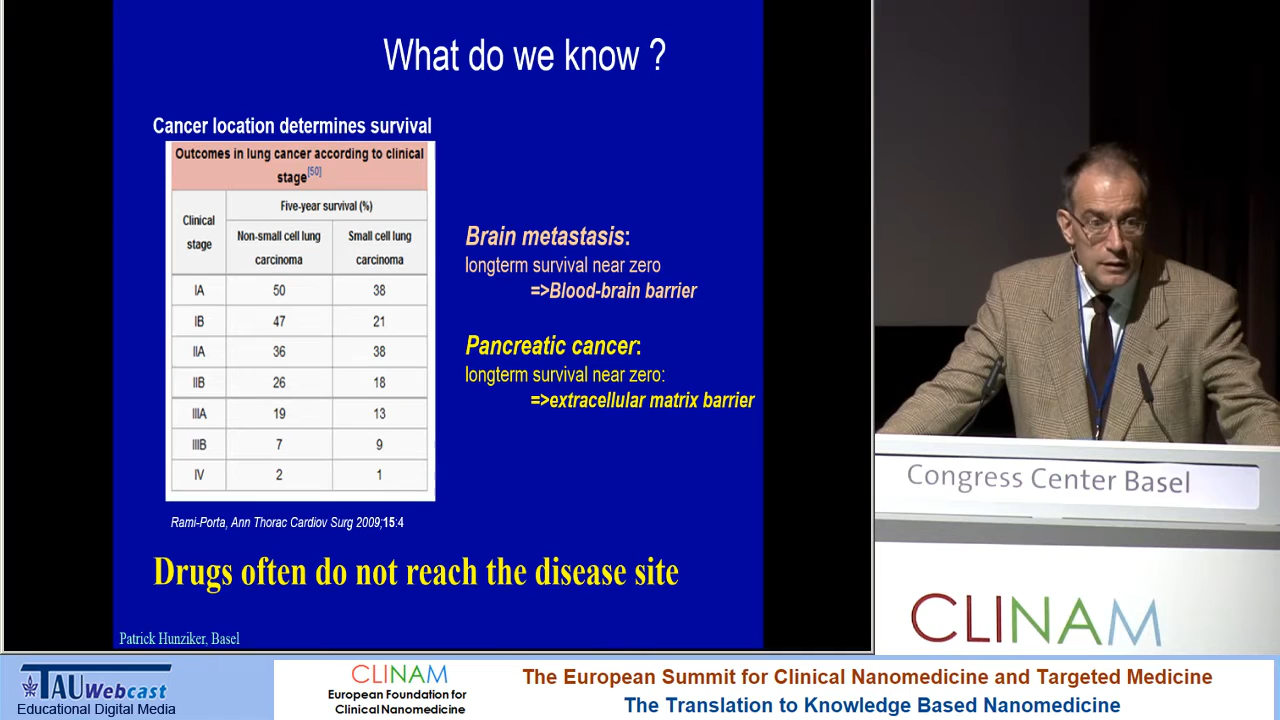 What do we know ?
Cancer location determines survival
Outcomes in lung cancer according to clinical
stage[50]
Clinical
stage
Five-year survival (%)
Non-small cell lung
carcinoma
Small cell lung
carcinoma
IA 50 38
IB 47 21
IIA 36 38
IIB 26 18
IIIA 19 13
IIIB 7 9
IV 2 1
Rami-Porta, Ann Thorac Cardiov Surg 2009;15:4
Brain metastasis:
longterm survival near zero
=>Blood-brain barrier
Pancreatic cancer:
longterm survival near zero:
=>extracellular matrix barrier
Drugs often do not reach the disease site
Patrick Hunziker, Basel
Congress Center Basel
CLINAM
TAU Webcast
Educational Digital Media
CLINAM
European Foundation for
Clinical Nanomedicine
The European Summit for Clinical Nanomedicine and Targeted Medicine
The Translation to Knowledge Based Nanomedicine